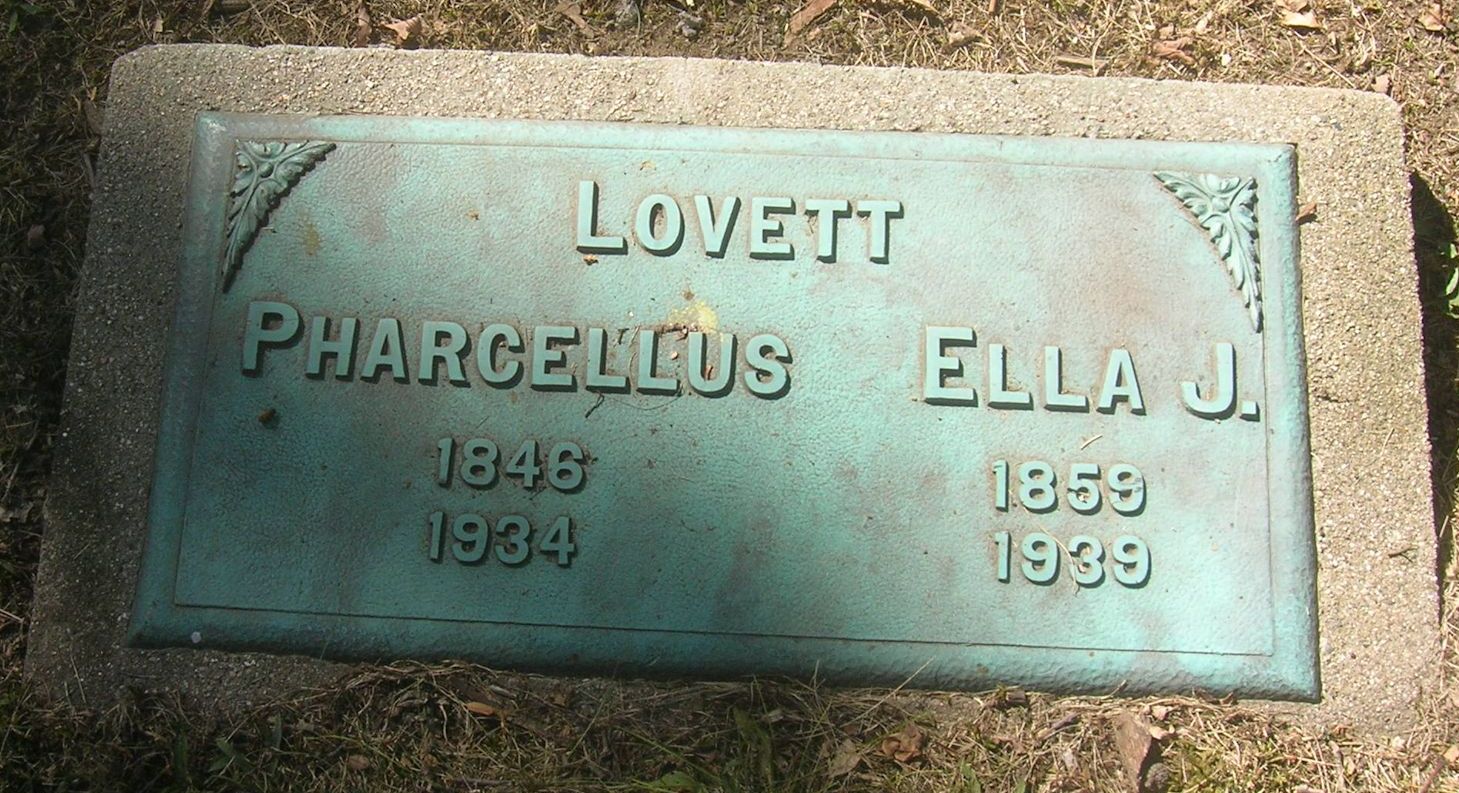 LOVETT
PHARCELLUS ELLA J.
1846 1859
1934 1939